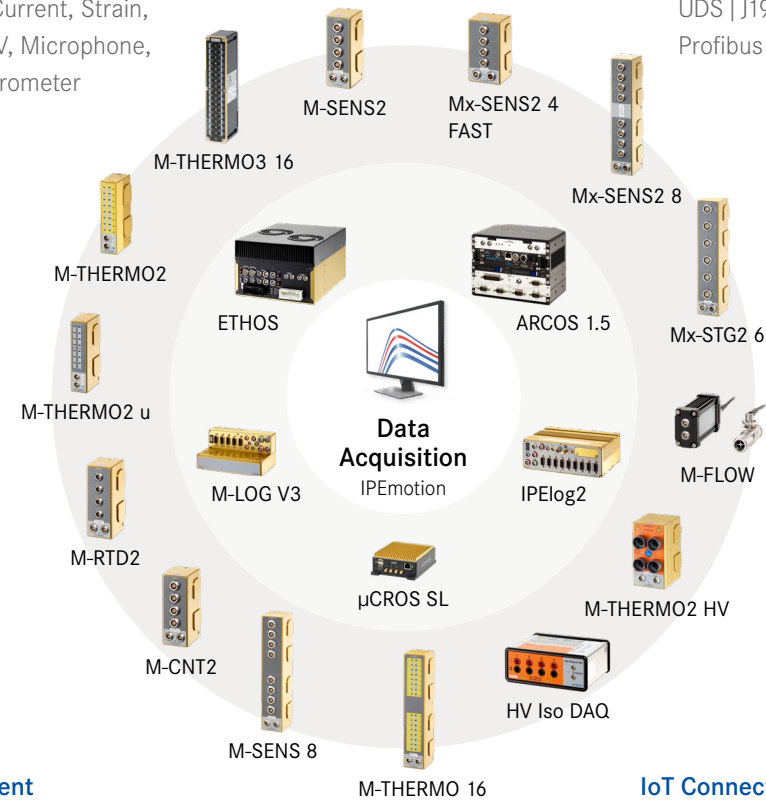 Current, Strain,
V, Microphone,
rometer
UDS | J19
Profibus
M-SENS2
Mx-SENS2 4
FAST
M-THERMO3 16
Mx-SENS2 8
M-THERMO2
ETHOS
ARCOS 1.5
Mx-STG2 6
M-THERMO2 u
Data
Acquisition
IPEmotion
M-LOG V3
IPElog2
M-FLOW
M-RTD2
µCROS SL
M-THERMO2 HV
M-CNT2
HV Iso DAQ
M-SENS 8
M-THERMO 16
ent
IoT Connect